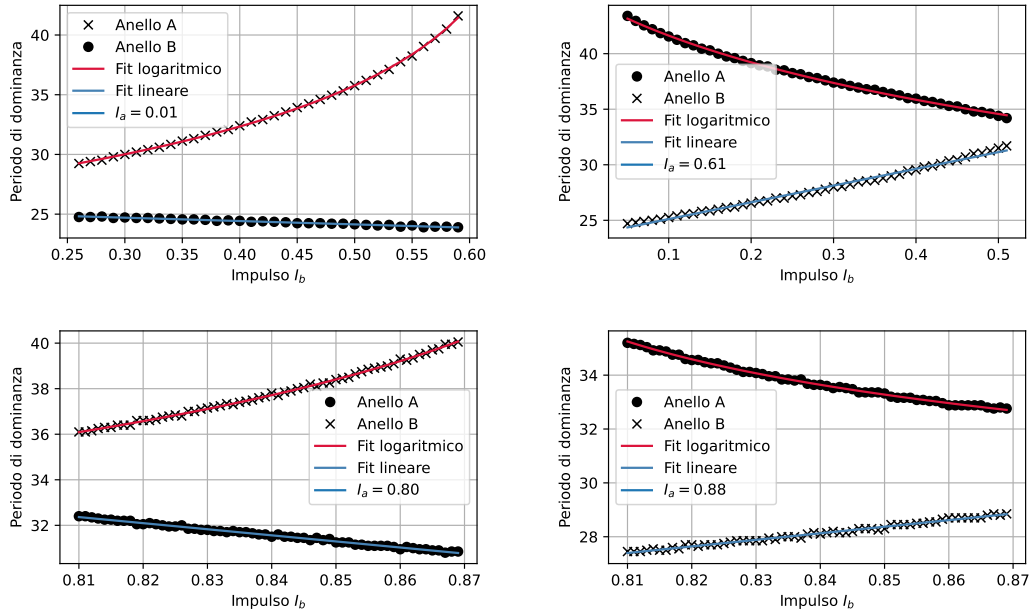 Periodo di dominanza
40
35
30
25
Anello A
Anello B
Fit logaritmico
Fit lineare
I_a = 0.01
0.25 0.30 0.35 0.40 0.45 0.50 0.55 0.60
Impulso I_b
Periodo di dominanza
40
35
30
25
Anello A
Anello B
Fit logaritmico
Fit lineare
I_a = 0.61
0.1 0.2 0.3 0.4 0.5
Impulso I_b
Periodo di dominanza
40
38
36
34
32
Anello A
Anello B
Fit logaritmico
Fit lineare
I_a = 0.80
0.81 0.82 0.83 0.84 0.85 0.86 0.87
Impulso I_b
Periodo di dominanza
34
32
30
28
Anello A
Anello B
Fit logaritmico
Fit lineare
I_a = 0.88
0.81 0.82 0.83 0.84 0.85 0.86 0.87
Impulso I_b